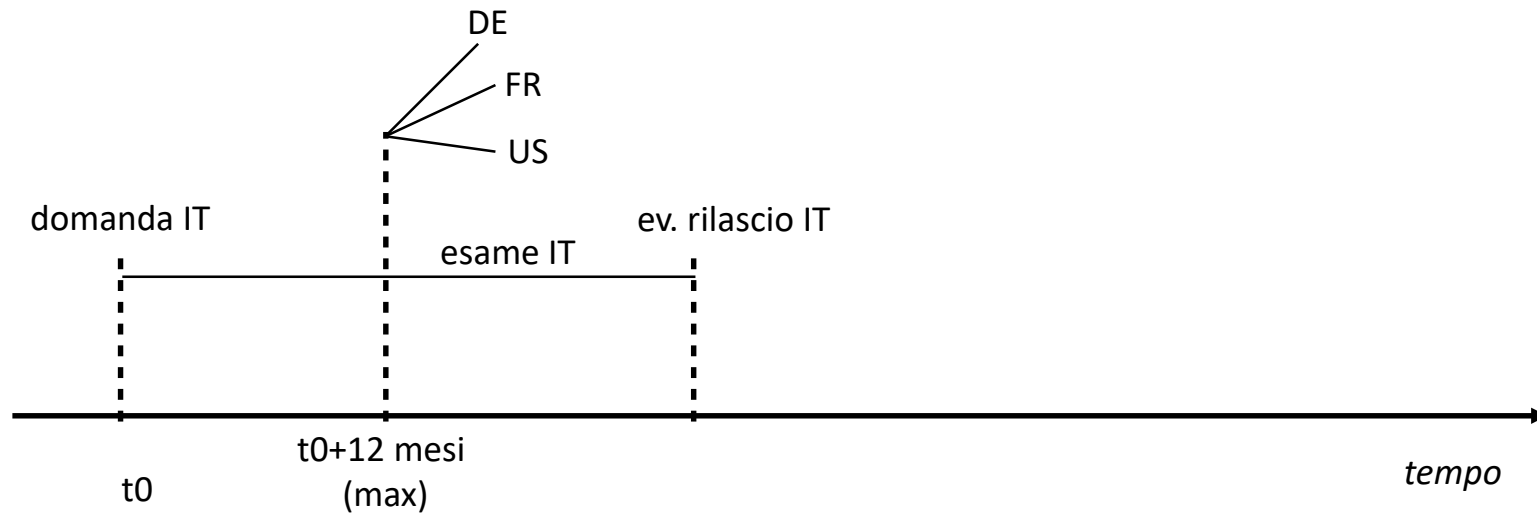 DE
FR
US
domanda IT
ev. rilascio IT
esame IT
t0
t0+12 mesi
(max)
tempo